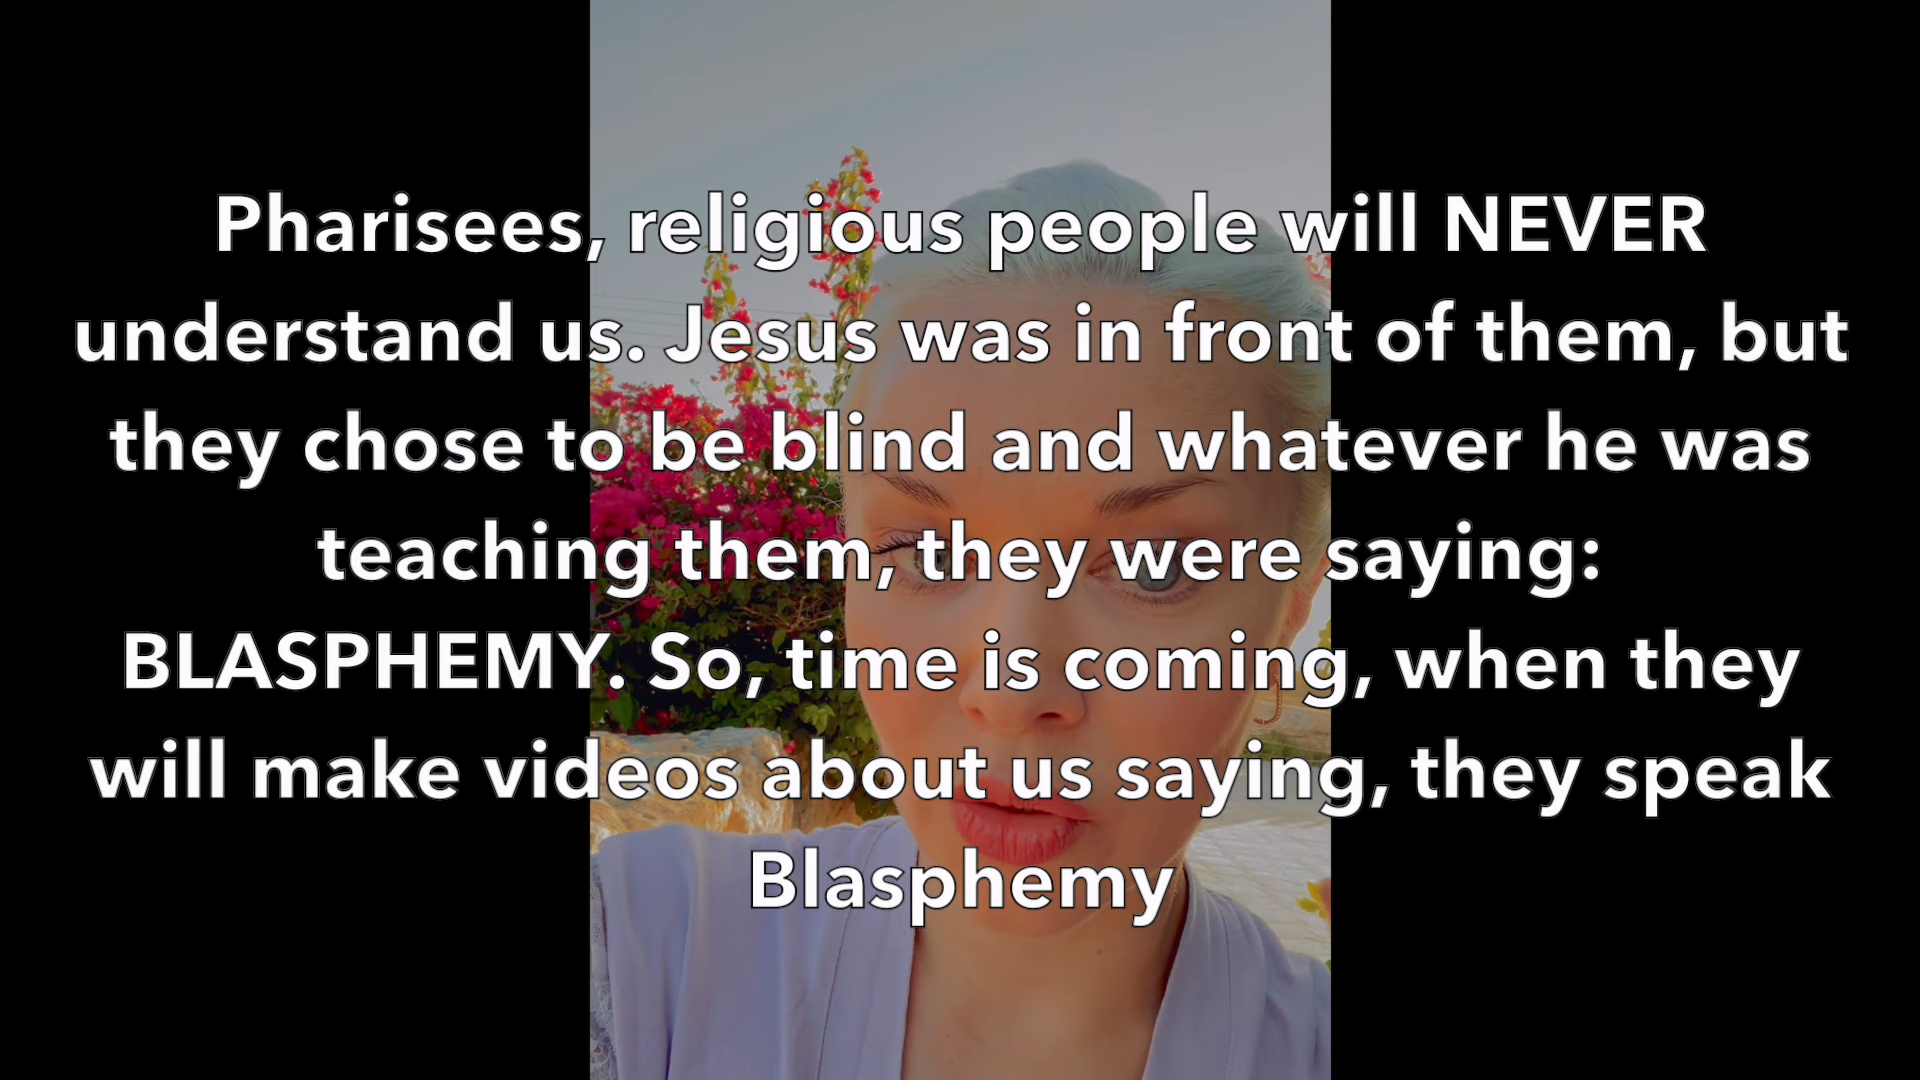 Pharisees, religious people will NEVER
understand us. Jesus was in front of them, but
they chose to be blind and whatever he was
teaching them, they were saying:
BLASPHEMY. So, time is coming, when they
will make videos about us saying, they speak
Blasphemy